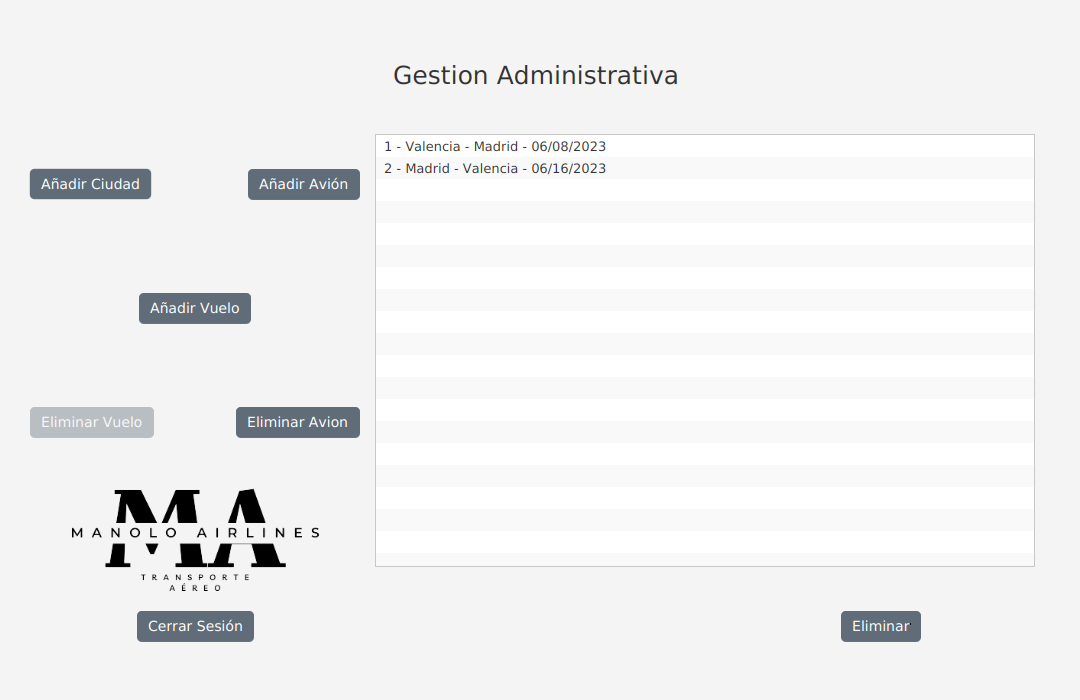 Gestion Administrativa
1 - Valencia - Madrid - 06/08/2023
2 - Madrid - Valencia - 06/16/2023
Añadir Ciudad
Añadir Avión
Añadir Vuelo
Eliminar Vuelo
Eliminar Avion
MA
MANOLO AIRLINES
TRANSPORTE
AÉREO
Cerrar Sesión
Eliminar